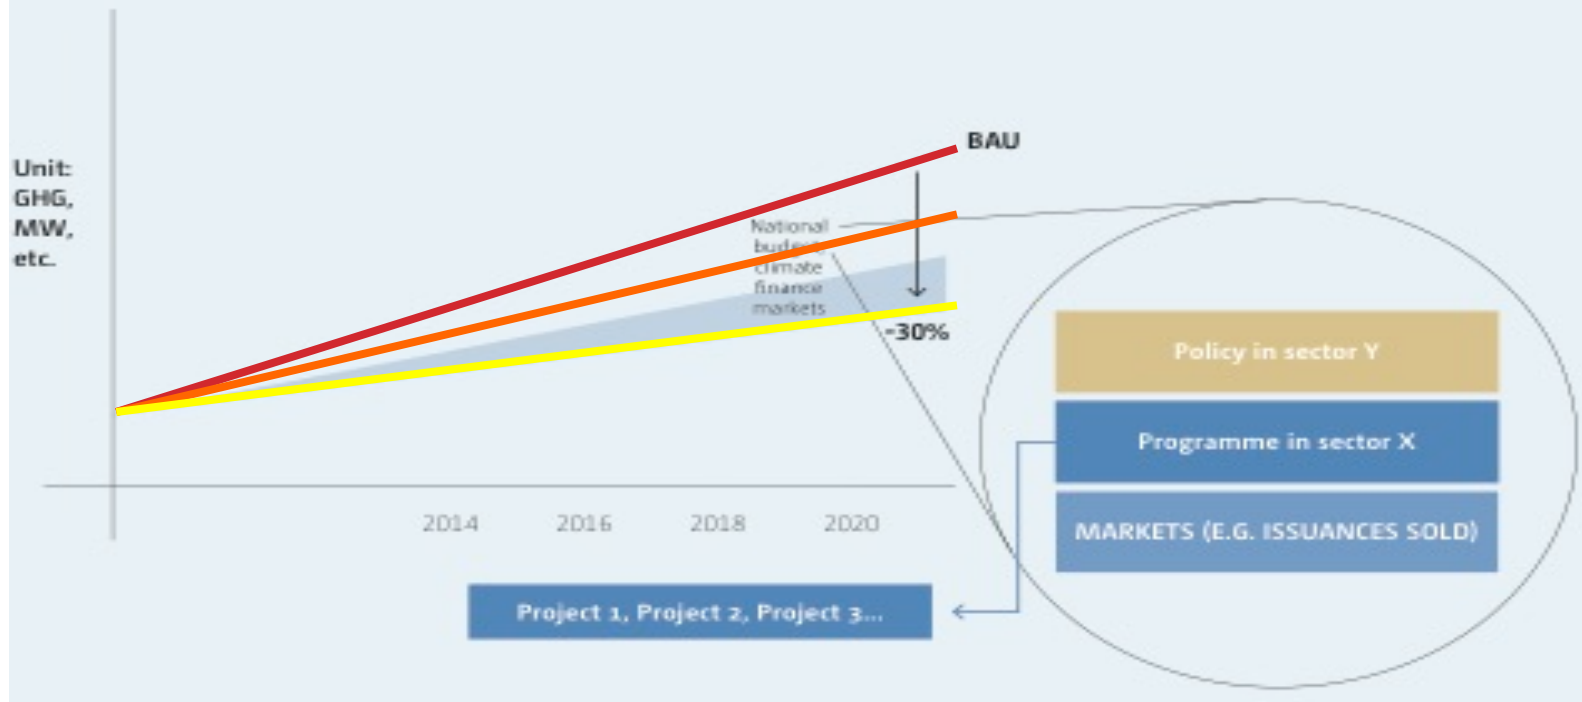 BAU
Unit:
GHG,
MW,
etc.
National
budget,
climate
finance
markets
-30%
Policy in sector Y
Programme in sector X
MARKETS (E.G. ISSUANCES SOLD)
2014 2016 2018 2020
Project 1, Project 2, Project 3...